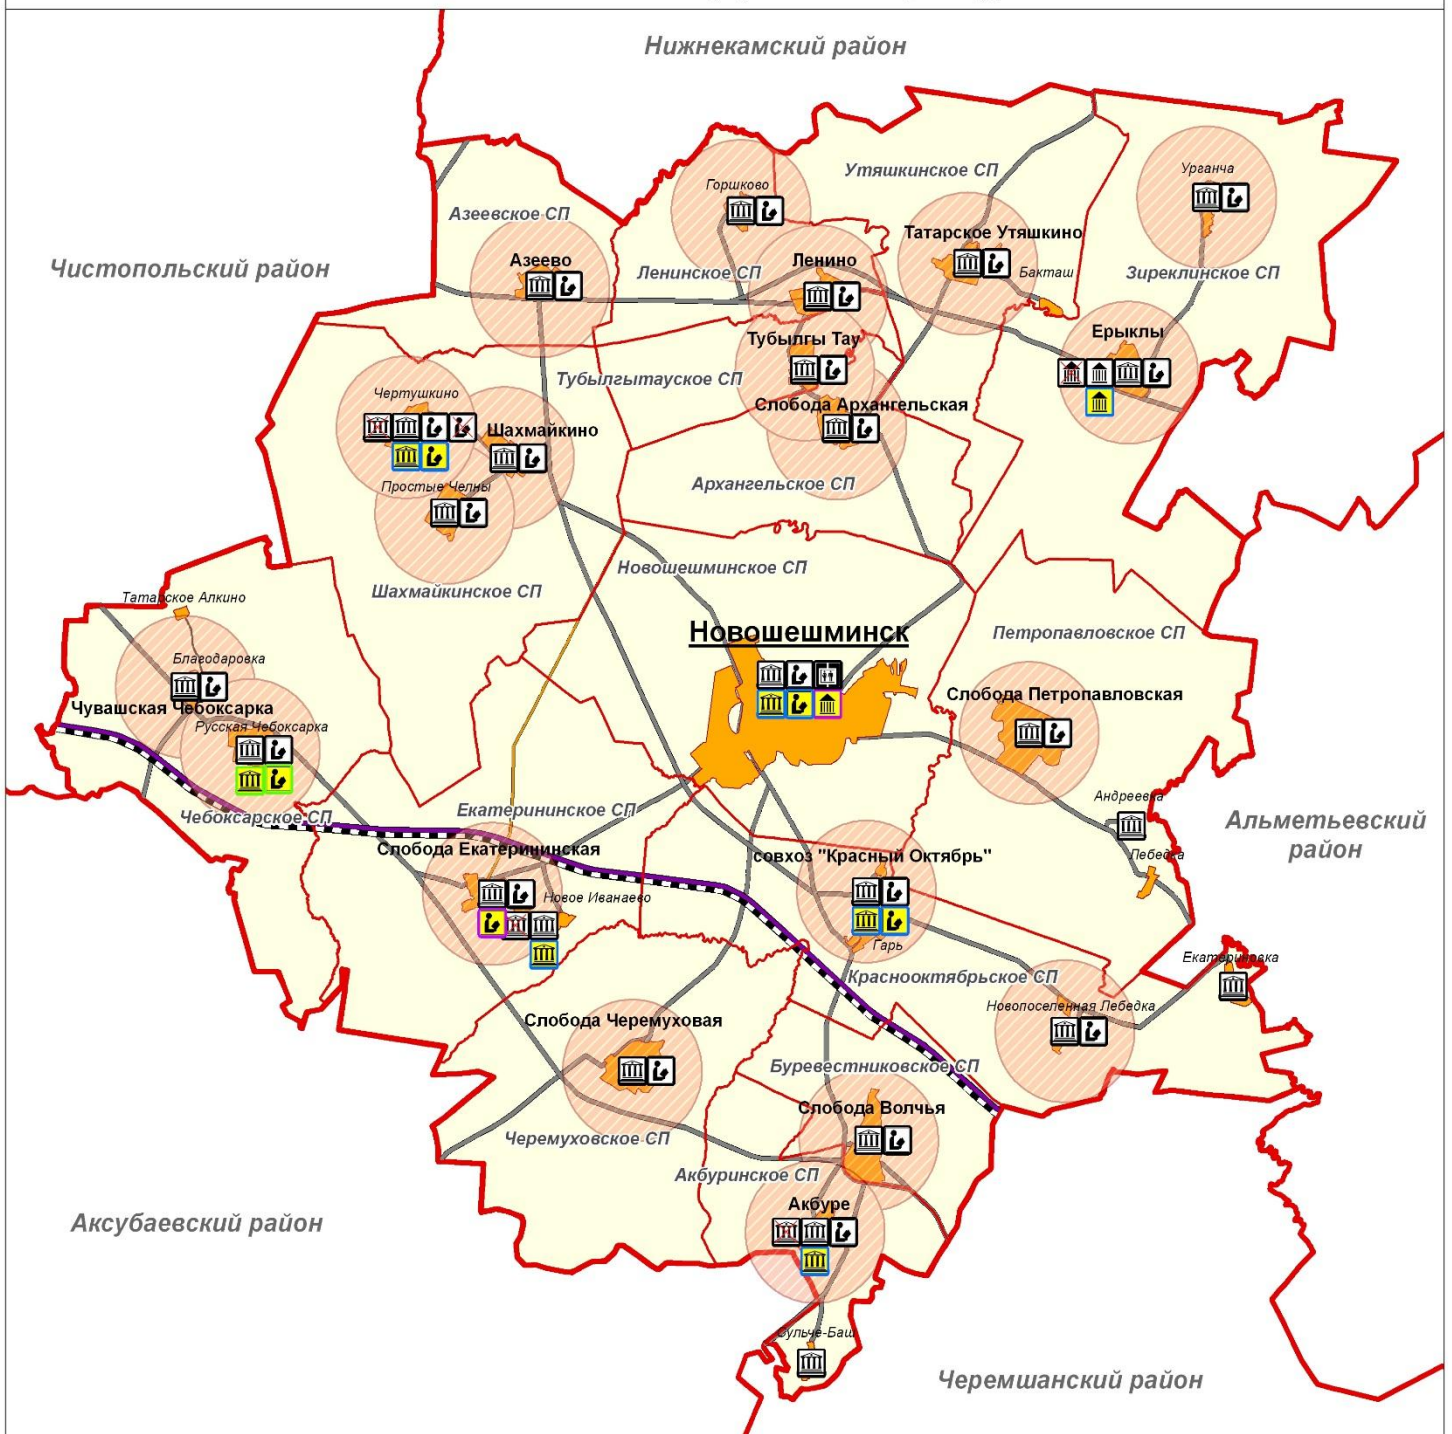 Нижнекамский район
Утяшкинское СП
Урганча
Горшково
Азеевское СП
Татарское Утяшкино
Азеево
Ленинское СП
Ленино
Бакташ
Зиреклинское СП
Чистопольский район
Ерыклы
Тубылгы Тау
Тубылгытауское СП
Чертушкино
Слобода Архангельская
Шахмайкино
Простые Челны
Архангельское СП
Новошешминское СП
Шахмайкинское СП
Татарское Алкино
Новошешминск
Петропавловское СП
Благодаровка
Слобода Петропавловская
Чувашская Чебоксарка
Русская Чебоксарка
Андреевка
Екатерининское СП
Чебоксарское СП
Альметьевский
район
Слобода Екатерининская
совхоз "Красный Октябрь"
Лебедка
Новое Иванаево
Гарь
Екатериновка
Краснооктябрьское СП
Новопоселенная Лебедка
Слобода Черемуховая
Буревестниковское СП
Слобода Волчья
Черемуховское СП
Акбуринское СП
Акбуре
Аксубаевский район
Сульче-Баш
Черемшанский район